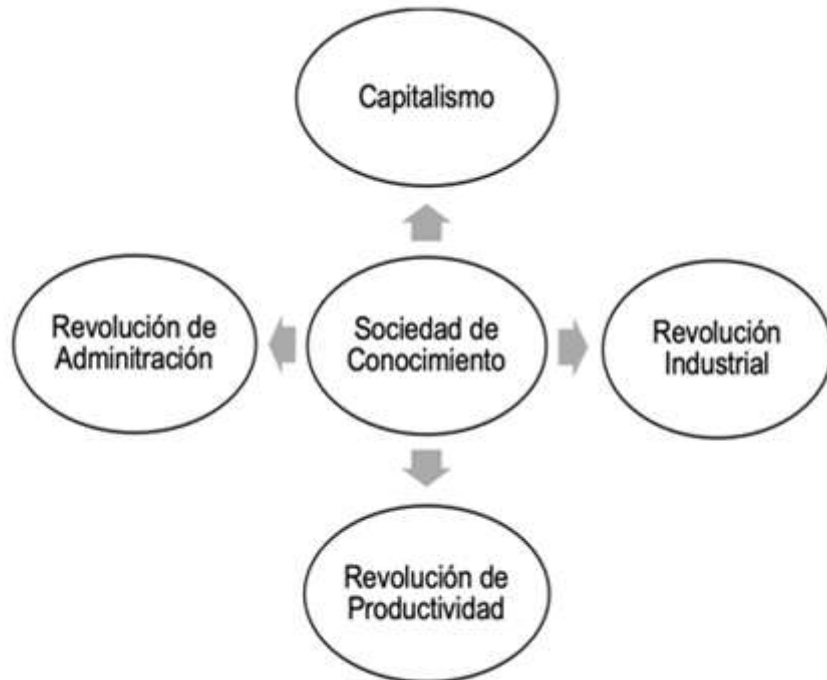 Capitalismo
Revolución de
Adminitración
Sociedad de
Conocimiento
Revolución
Industrial
Revolución de
Productividad